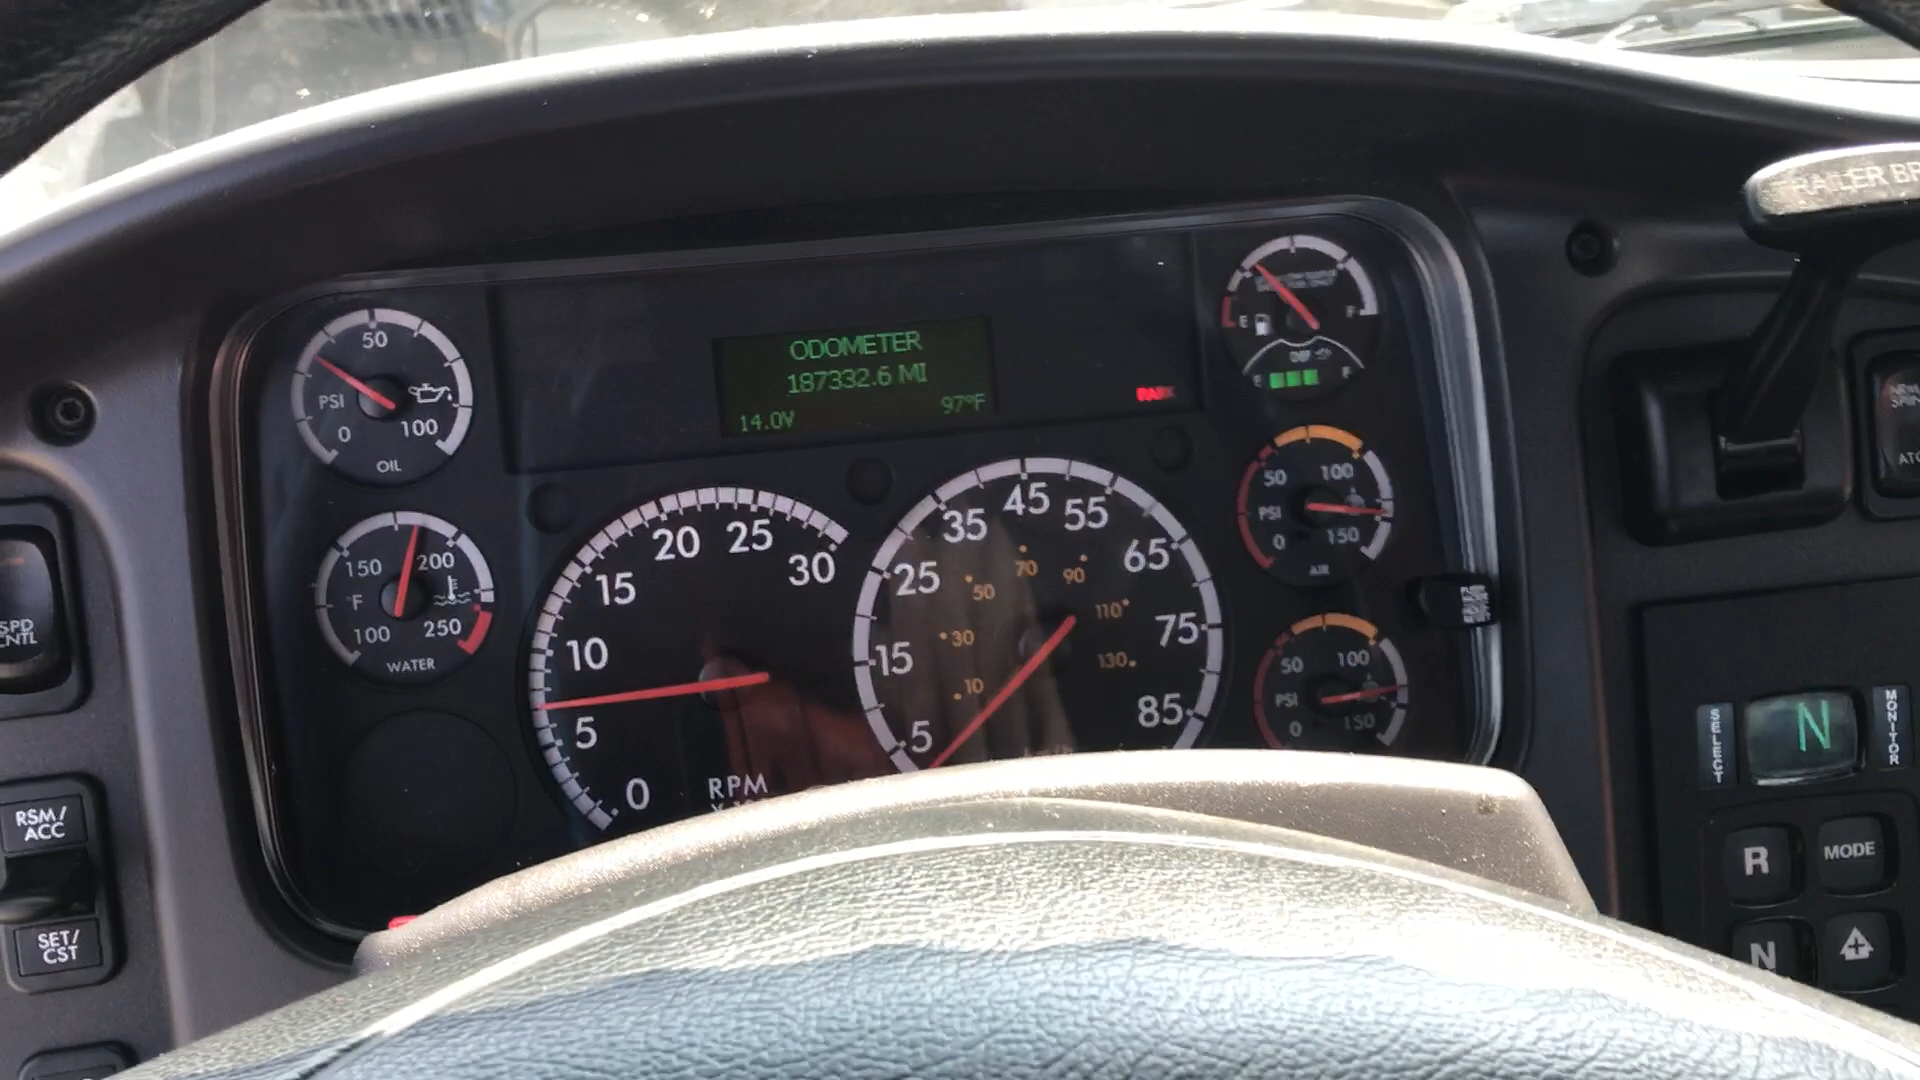 TRAILER BR
ODOMETER
187332.6 MI
14.0V 97°F
PARK
50
PSI
0 100
OIL
150 200
°F
100 250
WATER
0 5 10 15 20 25 30
RPM
5 15 25 35 45 55 65 75 85
10 30 50 70 90 110 130
E F
DEF
E F
50 100
PSI
0 150
AIR
50 100
PSI
0 150
SPD
CNTL
RSM/
ACC
SET/
CST
SELECT
N
MONITOR
R
MODE
N